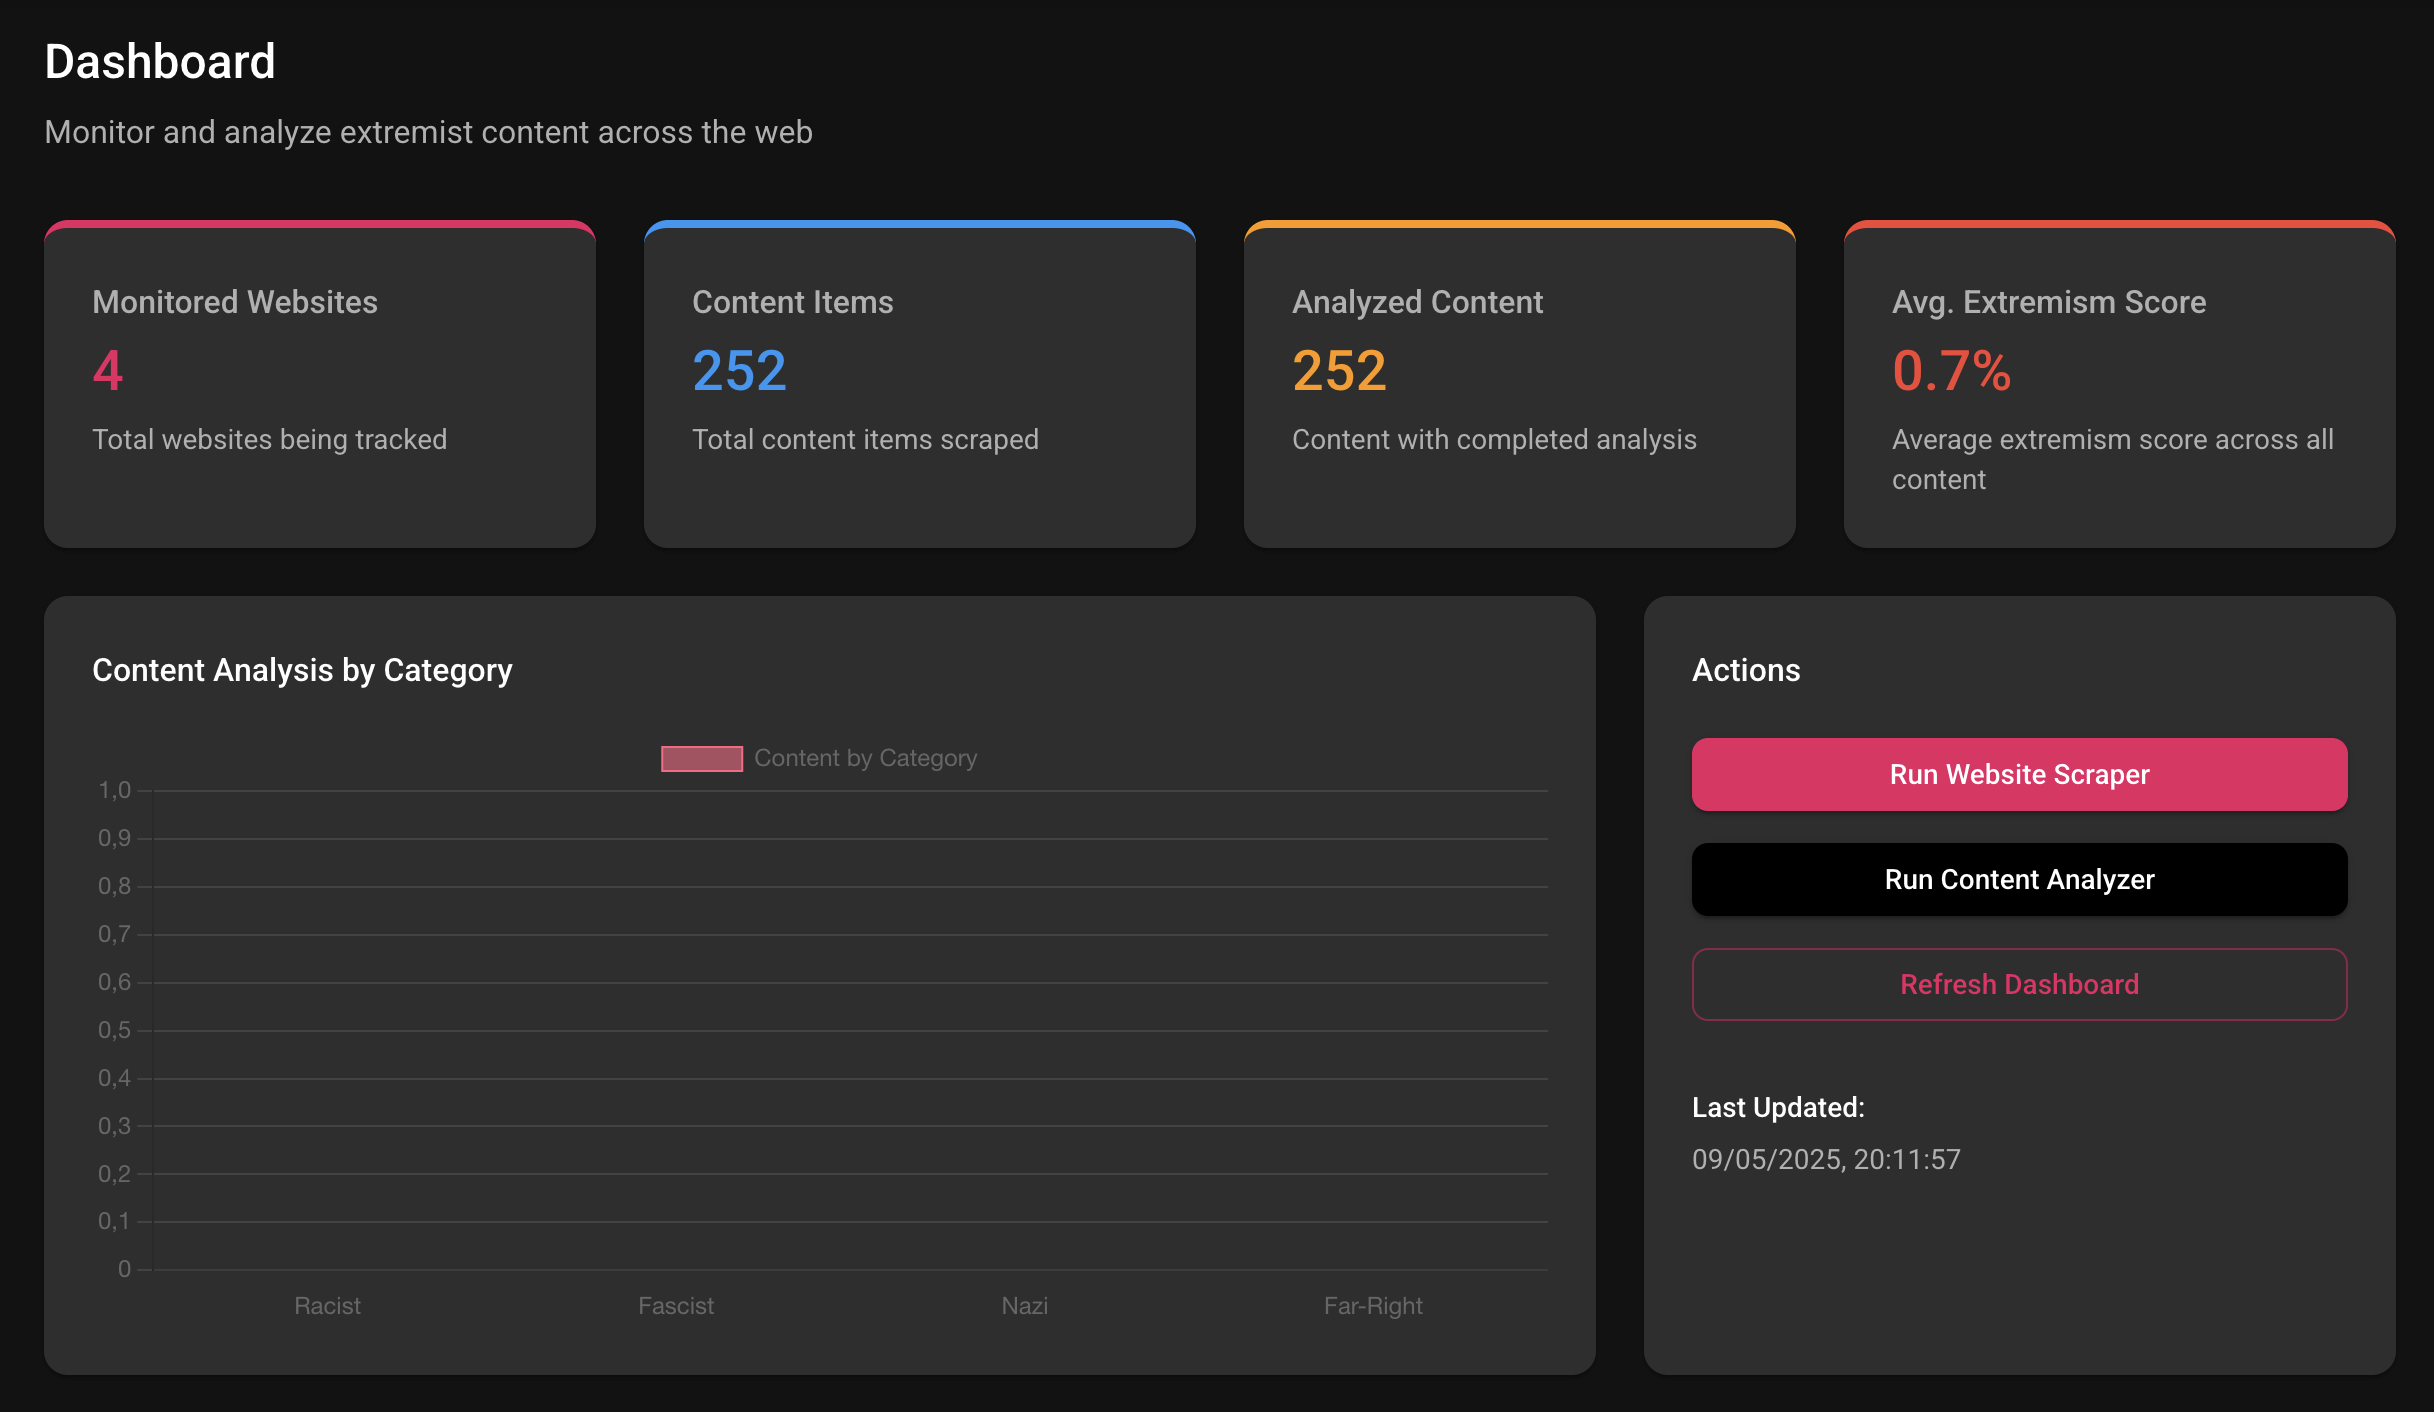 Dashboard
Monitor and analyze extremist content across the web
Monitored Websites
4
Total websites being tracked
Content Items
252
Total content items scraped
Analyzed Content
252
Content with completed analysis
Avg. Extremism Score
0.7%
Average extremism score across all
content
Content Analysis by Category
Content by Category
1,0
0,9
0,8
0,7
0,6
0,5
0,4
0,3
0,2
0,1
0
Racist
Fascist
Nazi
Far-Right
Actions
Run Website Scraper
Run Content Analyzer
Refresh Dashboard
Last Updated:
09/05/2025, 20:11:57